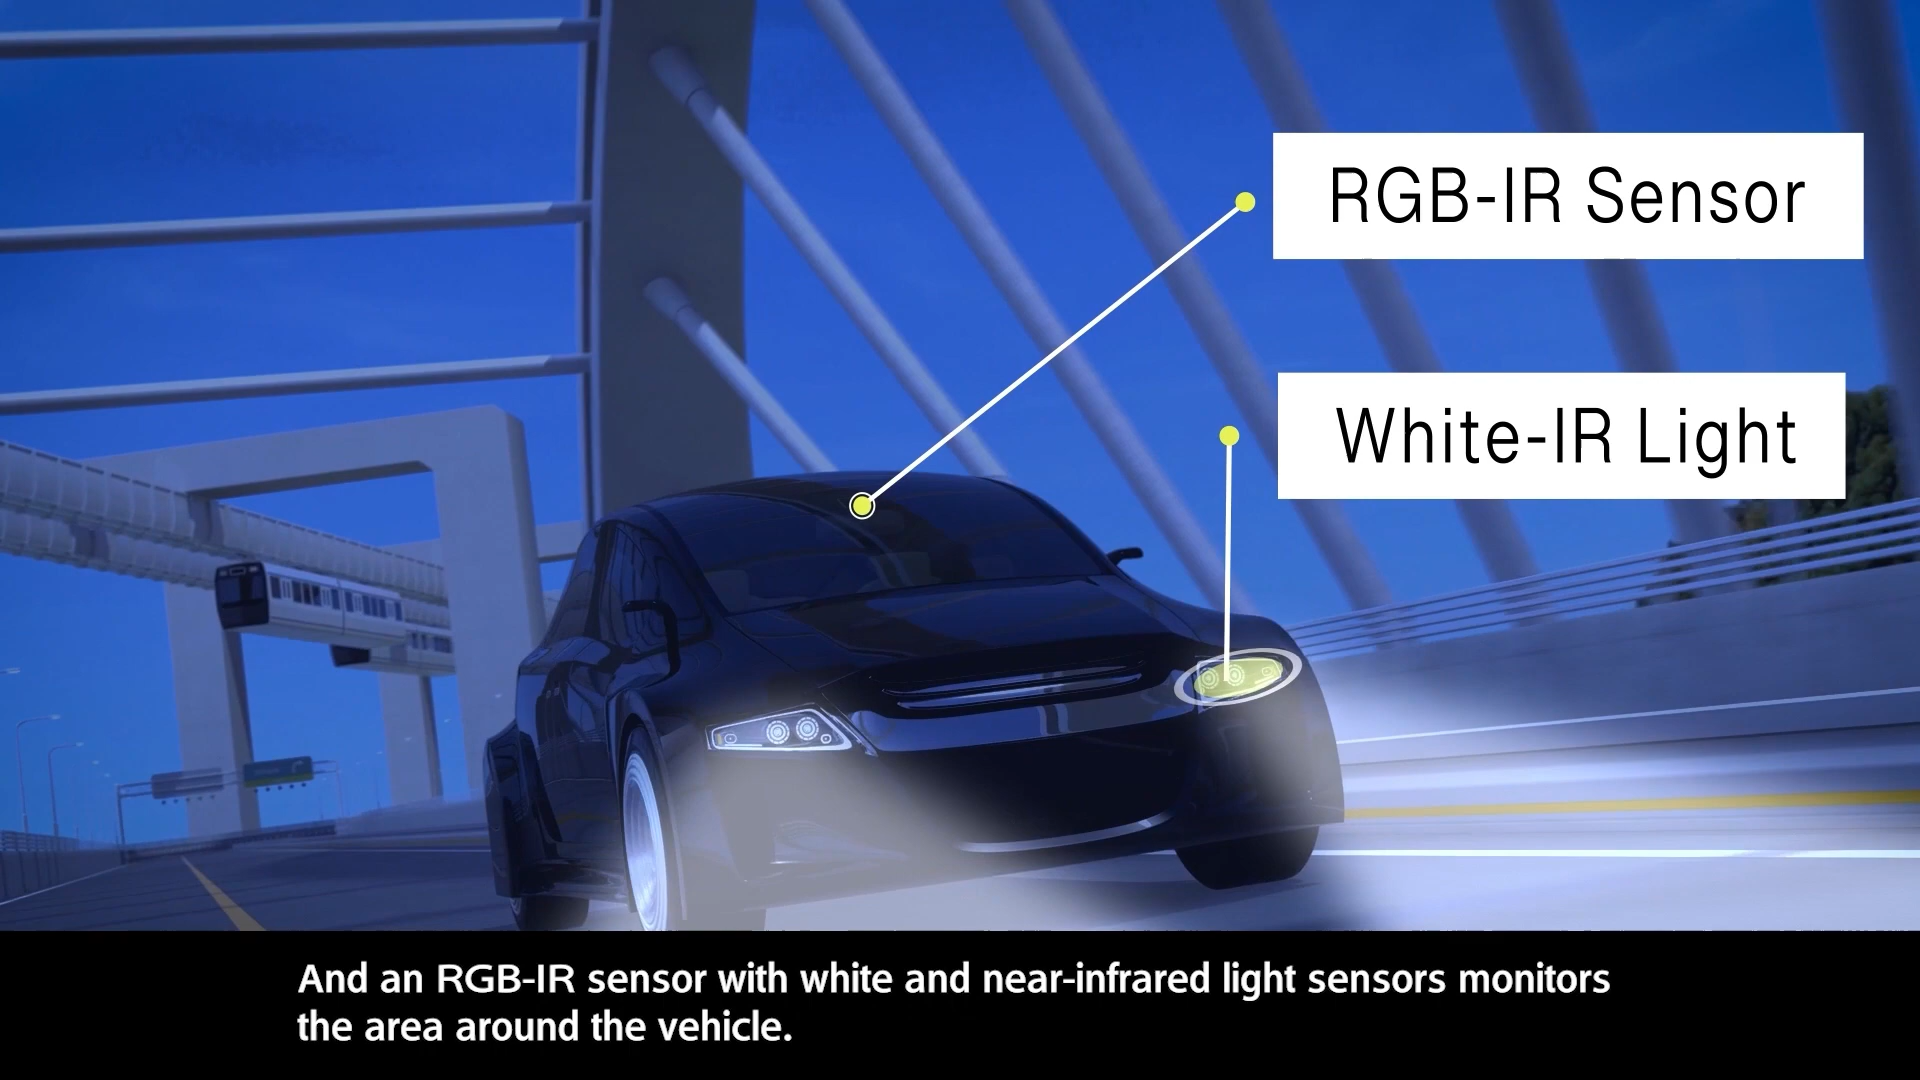 RGB-IR Sensor
White-IR Light
And an RGB-IR sensor with white and near-infrared light sensors monitors
the area around the vehicle.